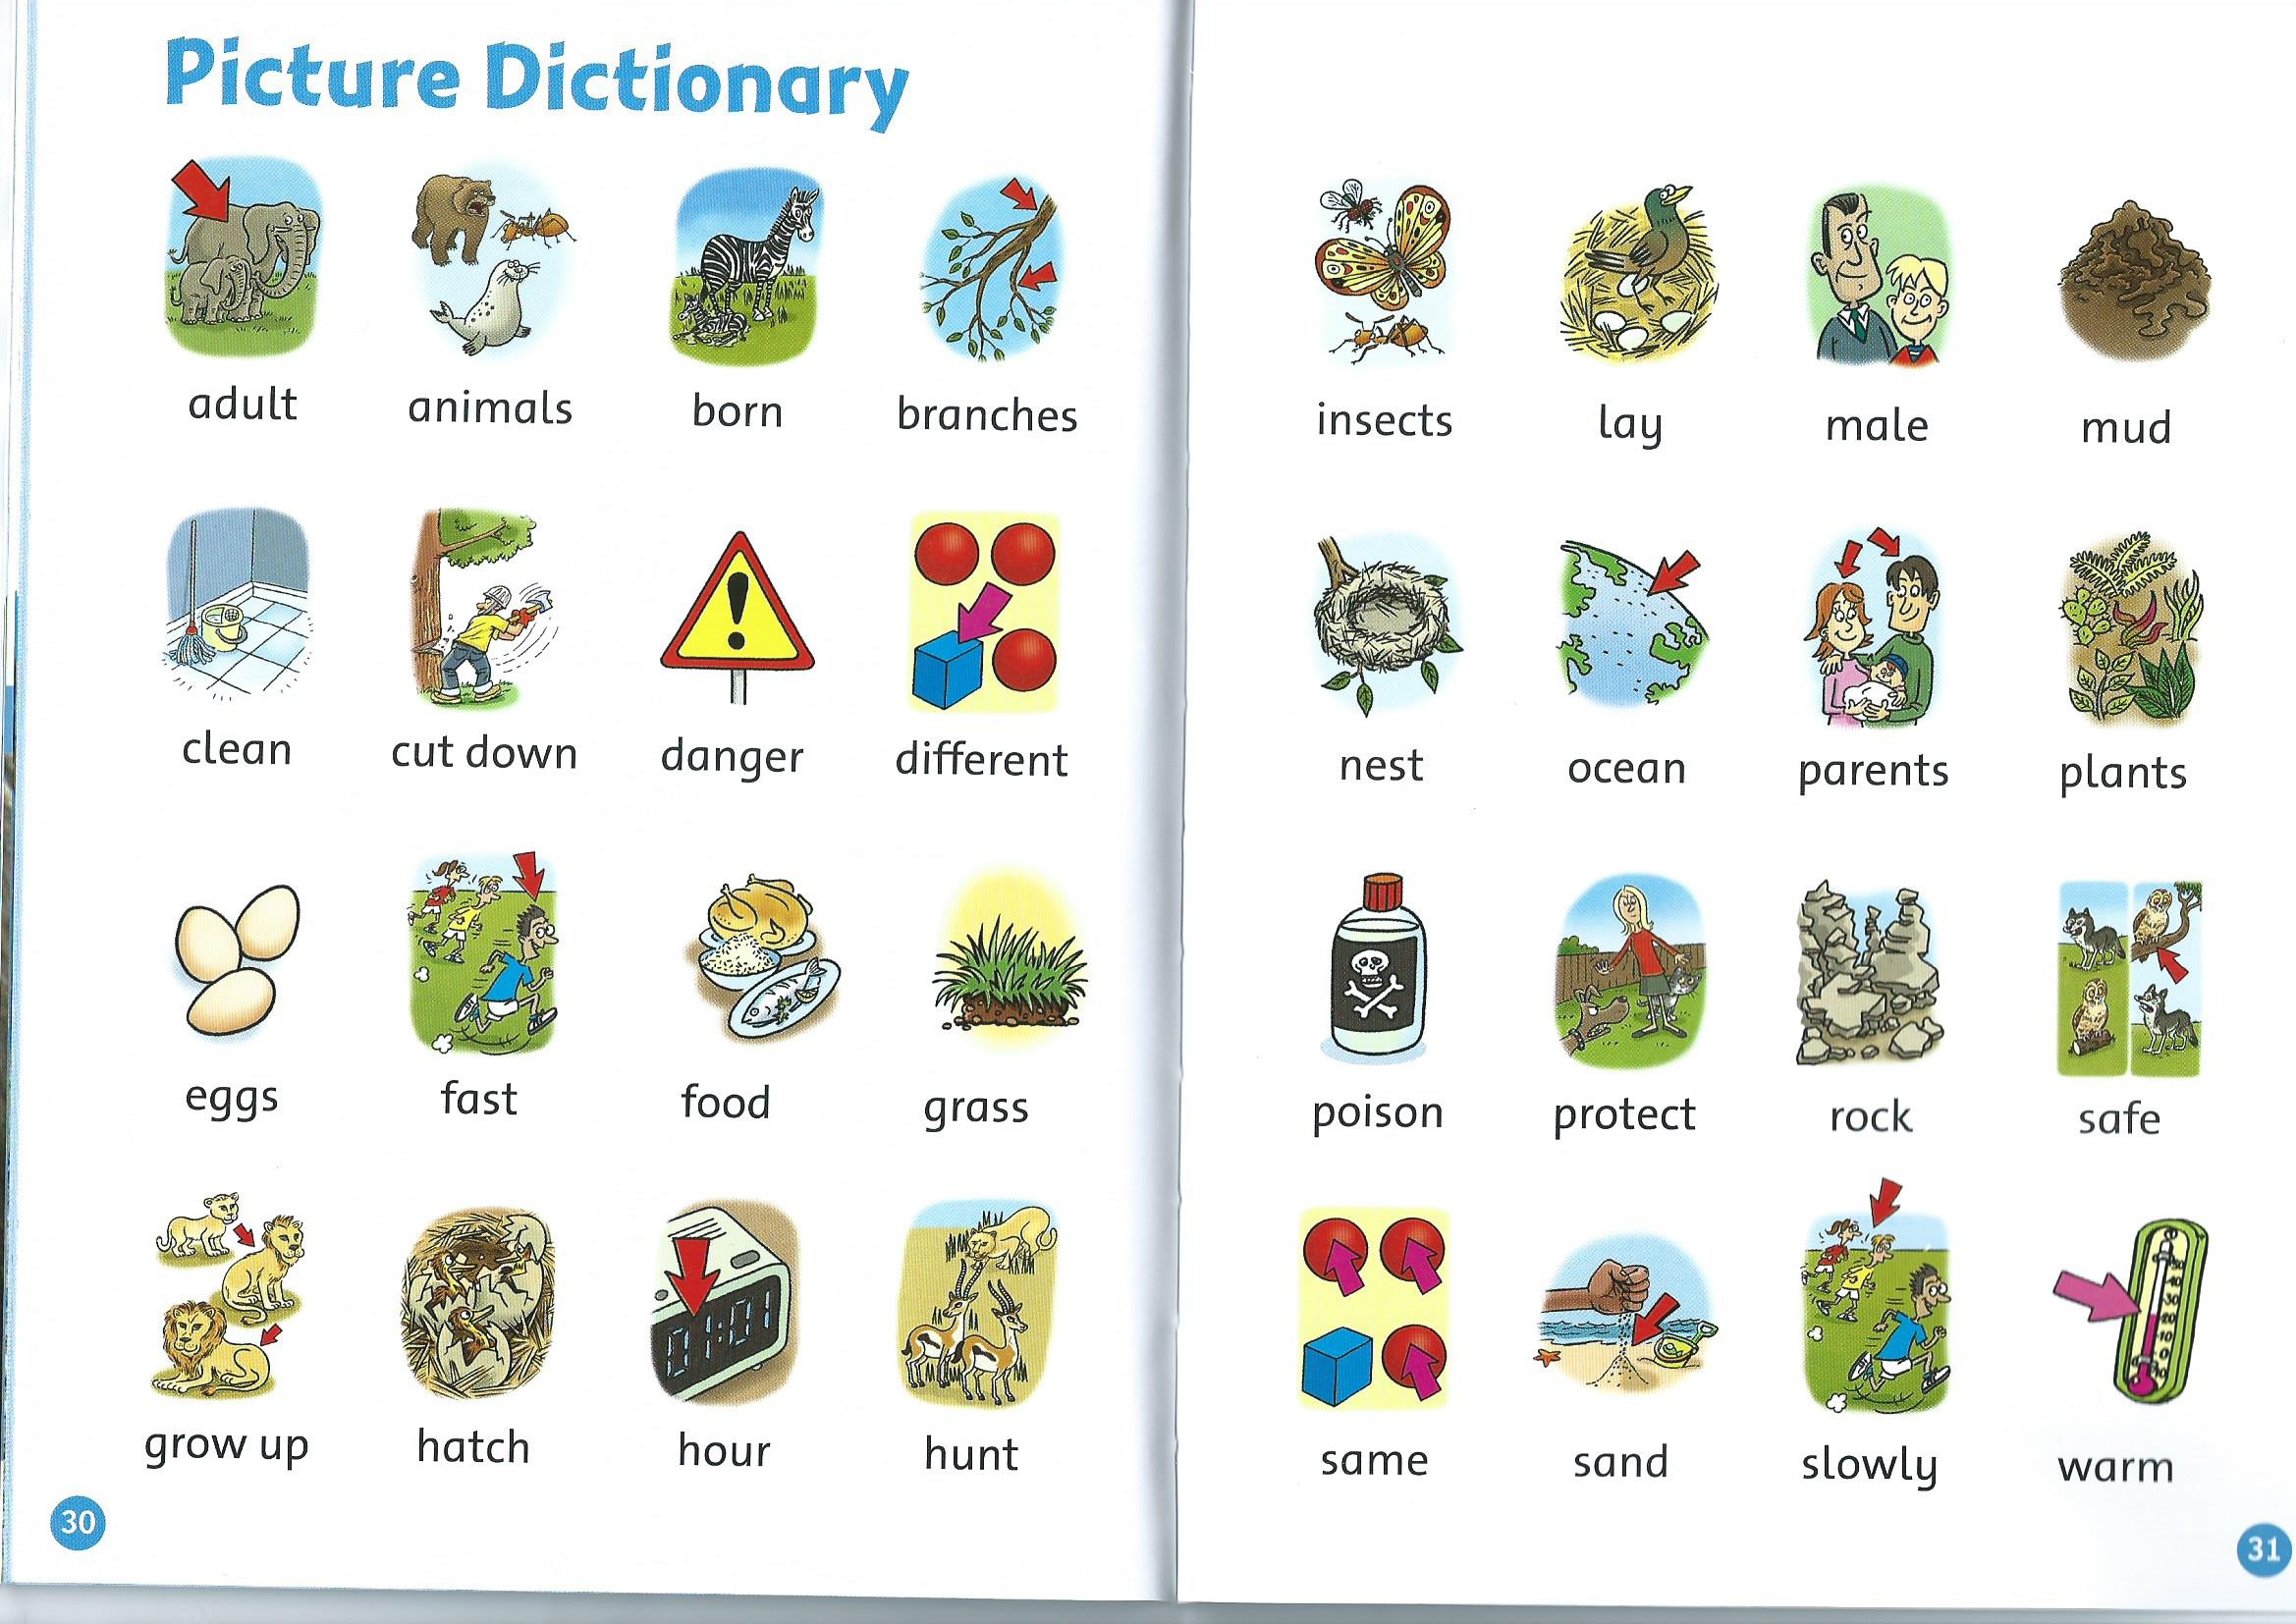 Picture Dictionary
adult animals born branches
clean cut down danger different
eggs fast food grass
grow up hatch hour hunt
30
insects lay male mud
nest ocean parents plants
poison protect rock safe
same sand slowly warm
31